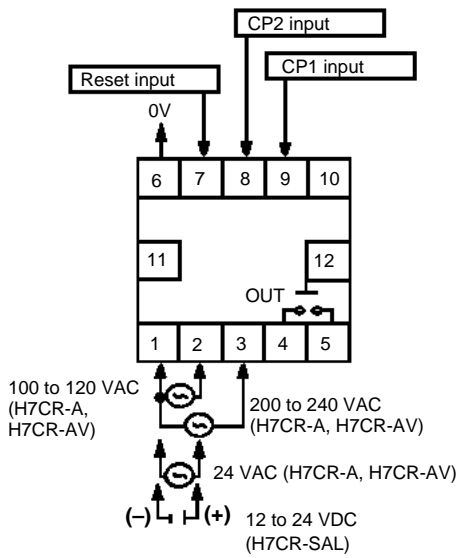 CP2 input
Reset input
CP1 input
0V
6 7 8 9 10
11 12
OUT
1 2 3 4 5
100 to 120 VAC
(H7CR-A,
H7CR-AV)
200 to 240 VAC
(H7CR-A, H7CR-AV)
24 VAC (H7CR-A, H7CR-AV)
(–) (+) 12 to 24 VDC
(H7CR-SAL)